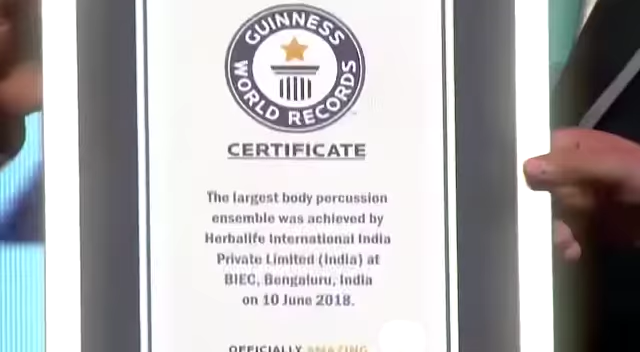 GUINNESS
WORLD RECORDS
CERTIFICATE
The largest body percussion
ensemble was achieved by
Herbalife International India
Private Limited (India) at
BIEC, Bengaluru, India
on 10 June 2018.
OFFICIALLY AMAZING